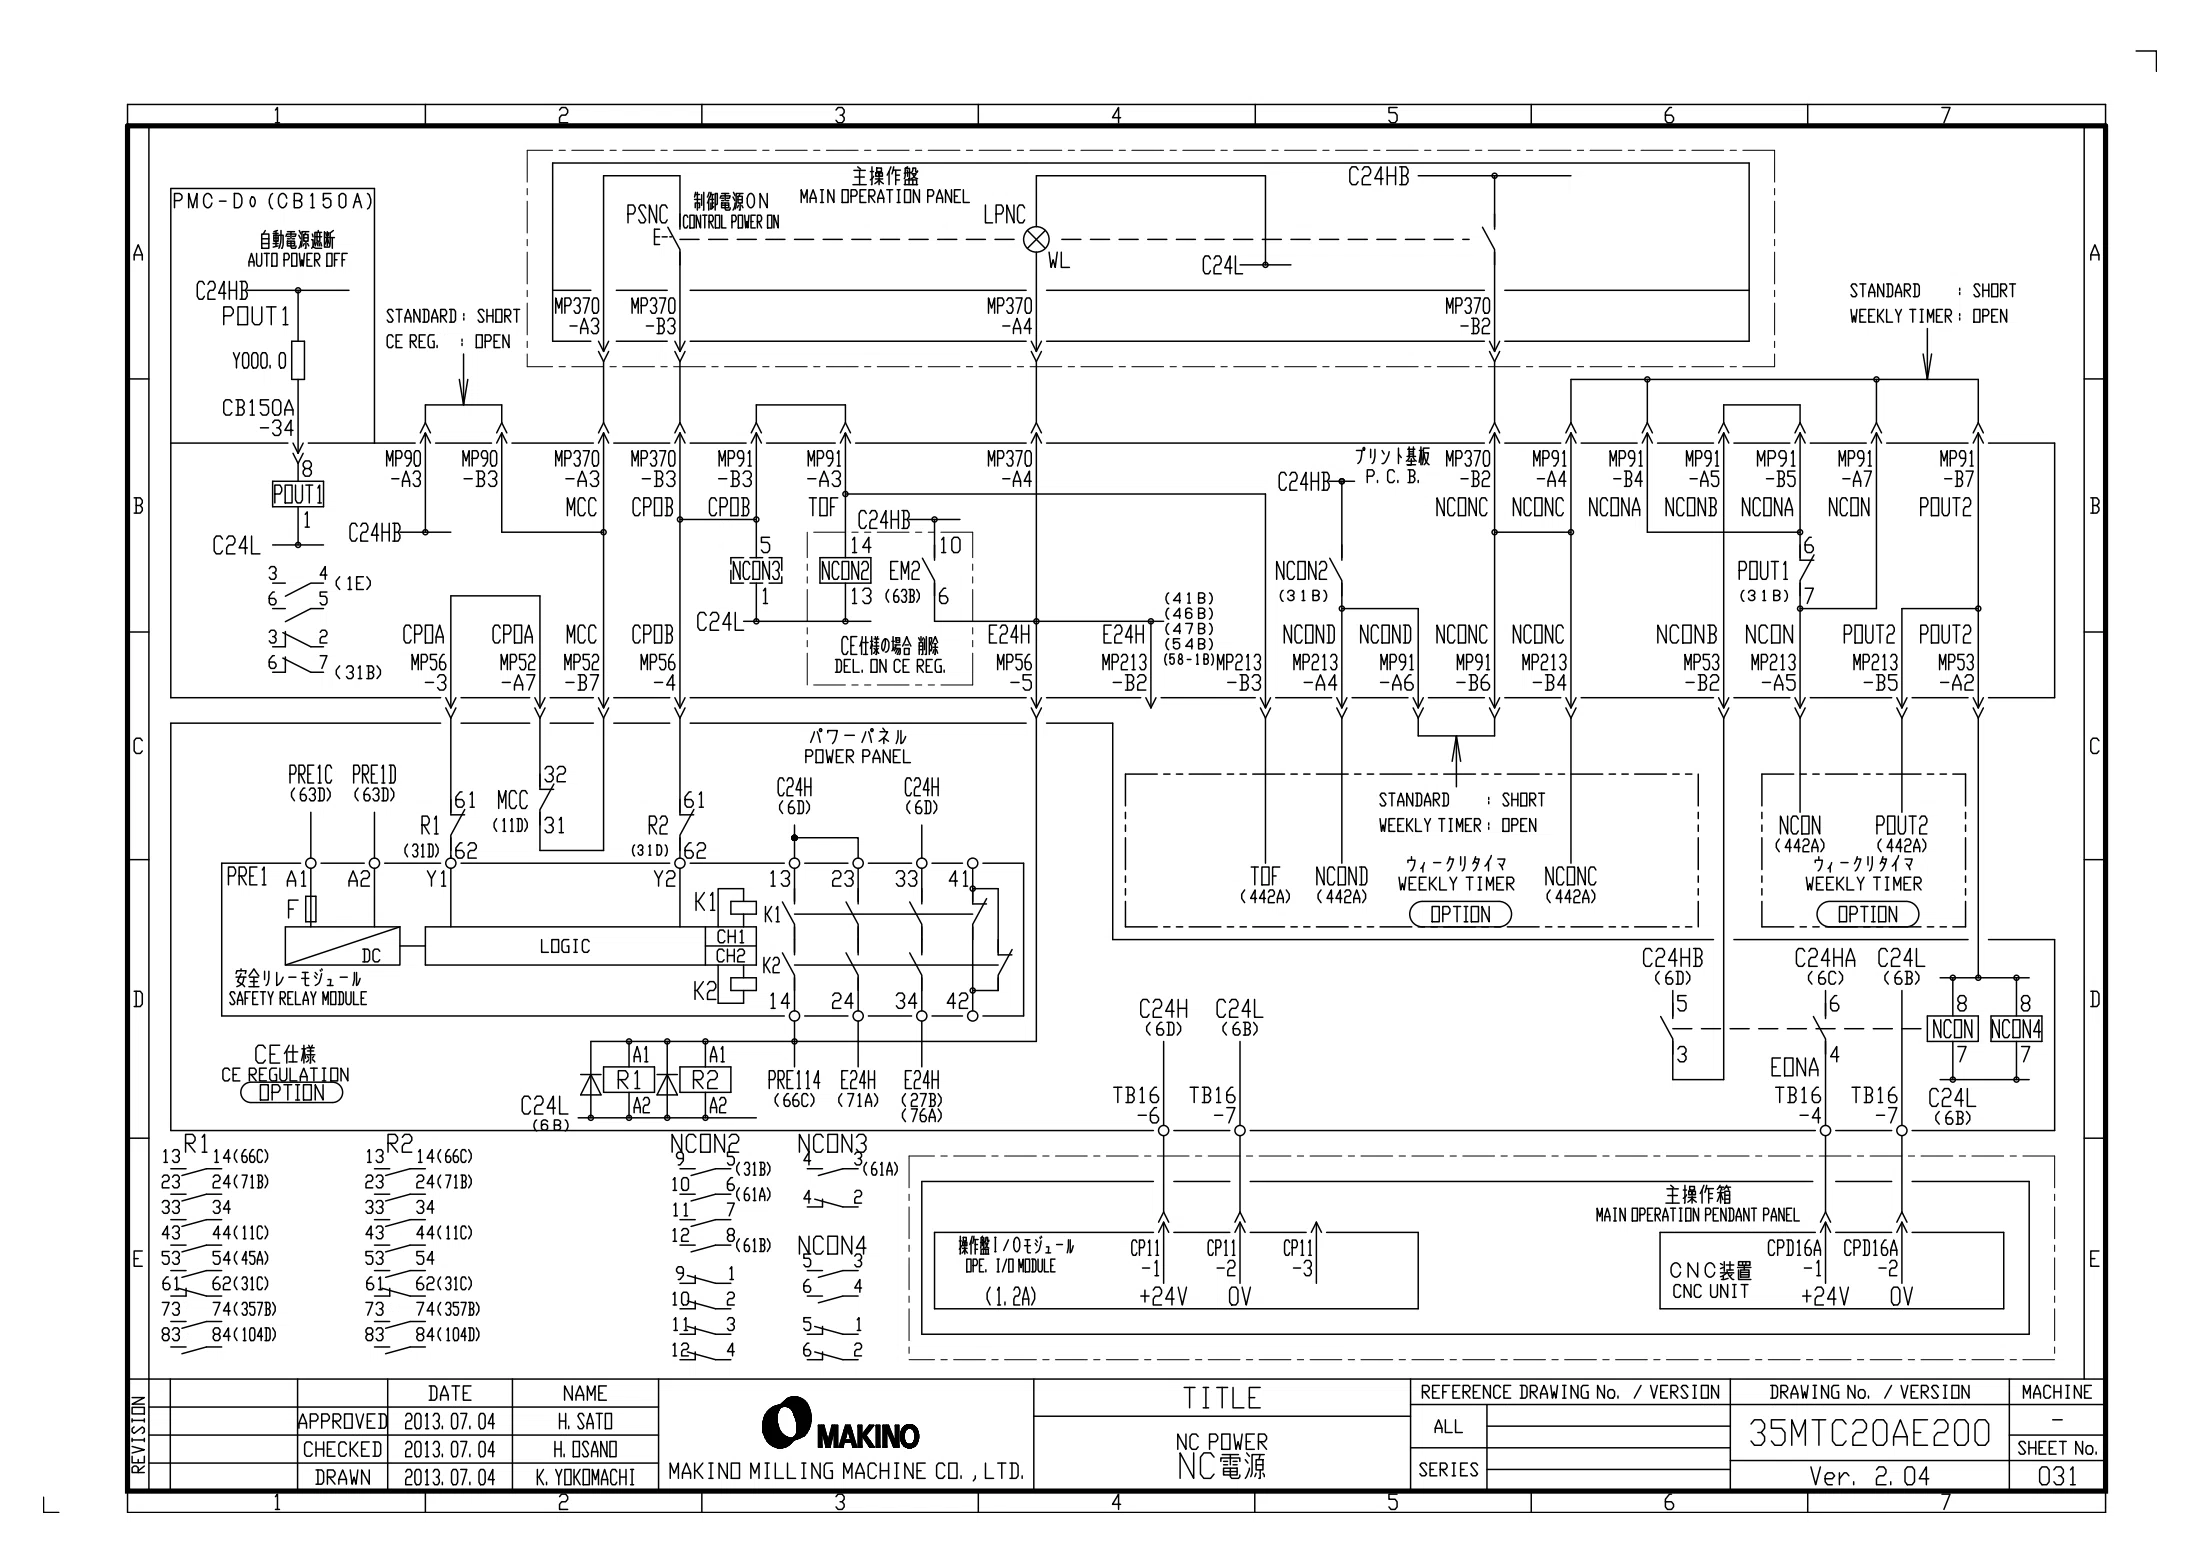 1 2 3 4 5 6 7
A
B
C
D
E
PMC-Do (CB150A)
自動電源遮断
AUTO POWER OFF
C24HB
POUT1
Y000.0
CB150A
-34
STANDARD : SHORT
CE REG. : OPEN
主操作盤
MAIN OPERATION PANEL
制御電源ON
CONTROL POWER ON
PSNC
E
LPNC
WL
C24L
C24HB
MP370
-A3
MP370
-B3
MP370
-A4
MP370
-B2
STANDARD : SHORT
WEEKLY TIMER : OPEN
8
POUT1
1
C24L
3 4 (1E)
6 5
3 2
6 7 (31B)
MP90
-A3
MP90
-B3
MP370
-A3
MCC
MP370
-B3
CPOB
MP91
-B3
CPOB
MP91
-A3
TOF
MP370
-A4
プリント基板
P. C. B.
MP370
-B2
NCONC
MP91
-A4
NCONC
MP91
-B4
NCONA
MP91
-A5
NCONB
MP91
-B5
NCONA
MP91
-A7
NCON
MP91
-B7
POUT2
C24HB
C24HB
C24HB
5
NCON3
1
14
NCON2
13
EM2
(63B)
10
6
C24L
CE仕様の場合 削除
DEL. ON CE REG.
NCON2
(31B)
POUT1
(31B)
6
7
(41B)
(46B)
(47B)
(54B)
(58-1B)
CPOA
MP56
-3
CPOA
MP52
-A7
MCC
MP52
-B7
CPOB
MP56
-4
E24H
MP56
-5
E24H
MP213
-B2
MP213
-B3
NCOND
MP213
-A4
NCOND
MP91
-A6
NCONC
MP91
-B6
NCONC
MP213
-B4
NCONB
MP53
-B2
NCON
MP213
-A5
POUT2
MP213
-B5
POUT2
MP53
-A2
パワーパネル
POWER PANEL
PRE1C
(63D)
PRE1D
(63D)
R1
(31D)
61
62
MCC
(11D)
32
31
R2
(31D)
61
62
C24H
(6D)
C24H
(6D)
STANDARD : SHORT
WEEKLY TIMER : OPEN
ウィークリタイマ
WEEKLY TIMER
OPTION
TOF
(442A)
NCOND
(442A)
NCONC
(442A)
NCON
(442A)
POUT2
(442A)
ウィークリタイマ
WEEKLY TIMER
OPTION
PRE1 A1 A2 Y1 Y2 13 23 33 41
F
DC
LOGIC
K1
CH1
CH2
K2
K1
K2
14 24 34 42
安全リレーモジュール
SAFETY RELAY MODULE
CE仕様
CE REGULATION
OPTION
A1
R1
A2
A1
R2
A2
C24L
(6B)
PRE114
(66C)
E24H
(71A)
E24H
(27B)
(76A)
C24H
(6D)
C24L
(6B)
TB16
-6
TB16
-7
C24HB
(6D)
5
3
C24HA
(6C)
6
4
EONA
TB16
-4
C24L
(6B)
TB16
-7
8
NCON
7
8
NCON4
7
C24L
(6B)
R1
13 14(66C)
23 24(71B)
33 34
43 44(11C)
53 54(45A)
61 62(31C)
73 74(357B)
83 84(104D)
R2
13 14(66C)
23 24(71B)
33 34
43 44(11C)
53 54
61 62(31C)
73 74(357B)
83 84(104D)
NCON2
9 5(31B)
10 6(61A)
11 7
12 8(61B)
9 1
10 2
11 3
12 4
NCON3
4 3(61A)
4 2
NCON4
5 3
6 4
5 1
6 2
操作盤I/Oモジュール
OPE. I/O MODULE
(1.2A)
CP11
-1
+24V
CP11
-2
0V
CP11
-3
主操作箱
MAIN OPERATION PENDANT PANEL
CNC装置
CNC UNIT
CPD16A
-1
+24V
CPD16A
-2
0V
REVISION
DATE NAME
APPROVED 2013.07.04 H. SATO
CHECKED 2013.07.04 H. OSANO
DRAWN 2013.07.04 K. YOKOMACHI
MAKINO
MAKINO MILLING MACHINE CO. ,LTD.
TITLE
NC POWER
NC電源
REFERENCE DRAWING No. / VERSION
ALL
SERIES
DRAWING No. / VERSION
35MTC20AE200
Ver. 2.04
MACHINE
-
SHEET No.
031
A
B
C
D
E
1 2 3 4 5 6 7